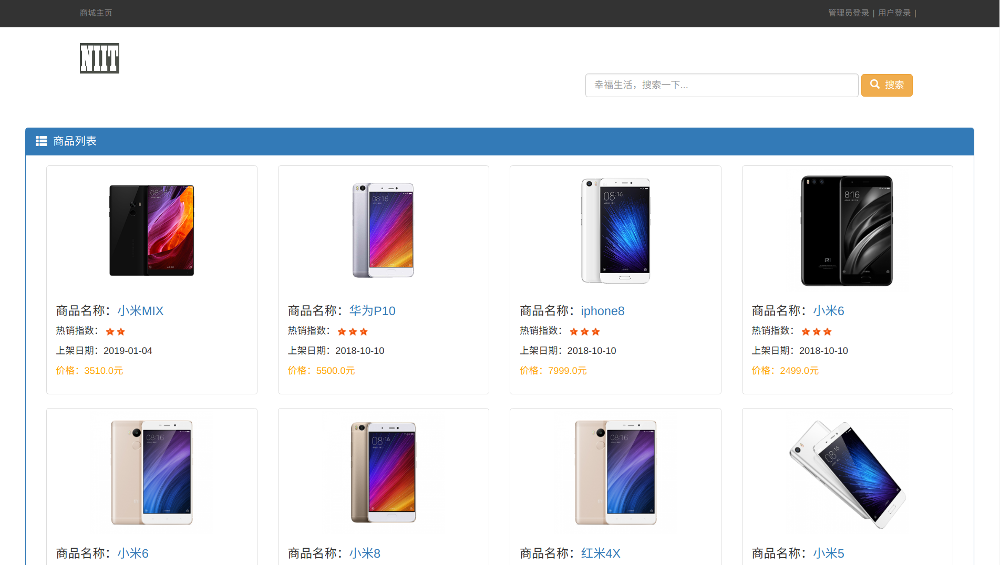 商城主页
管理员登录 | 用户登录 |
NIIT
幸福生活，搜索一下...
搜索
商品列表
08:16
08:16
08:16
8:16
商品名称：小米MIX
热销指数：
上架日期：2019-01-04
价格：3510.0元
商品名称：华为P10
热销指数：
上架日期：2018-10-10
价格：5500.0元
商品名称：iphone8
热销指数：
上架日期：2018-10-10
价格：7999.0元
商品名称：小米6
热销指数：
上架日期：2018-10-10
价格：2499.0元
08:16
08:16
08:16
08:16
商品名称：小米6
商品名称：小米8
商品名称：红米4X
商品名称：小米5